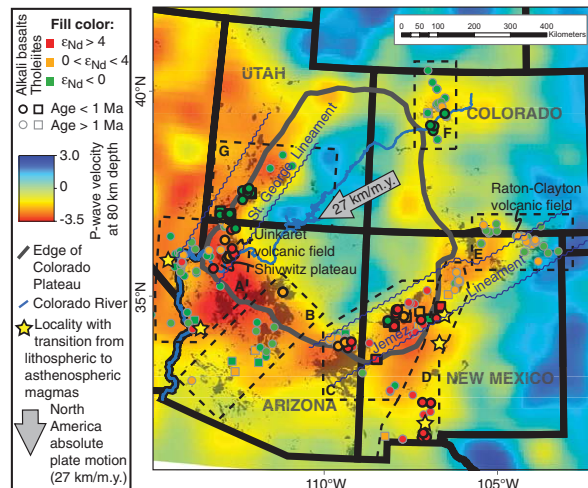 Fill color:
Alkali basalts
Tholeiites
εNd > 4
0 < εNd < 4
εNd < 0
Age < 1 Ma
Age > 1 Ma
3.0
0
-3.5
P-wave velocity
at 80 km depth
Edge of
Colorado
Plateau
Colorado River
Locality with
transition from
lithospheric to
asthenospheric
magmas
North
America
absolute
plate motion
(27 km/m.y.)
0 50 100 200 300 400
Kilometers
UTAH
COLORADO
40°N
35°N
G
F
St. George Lineament
27 km/m.y.
Raton-Clayton
volcanic field
Uinkaret
volcanic field
Shivwitz plateau
A
B
E
Jemez Lineament
C
D
NEW MEXICO
ARIZONA
110°W
105°W